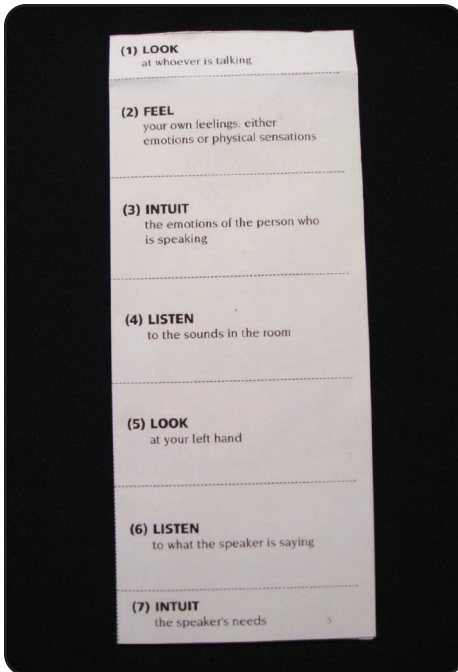 (1) LOOK
at whoever is talking
(2) FEEL
your own feelings: either
emotions or physical sensations
(3) INTUIT
the emotions of the person who
is speaking
(4) LISTEN
to the sounds in the room
(5) LOOK
at your left hand
(6) LISTEN
to what the speaker is saying
(7) INTUIT
the speaker's needs